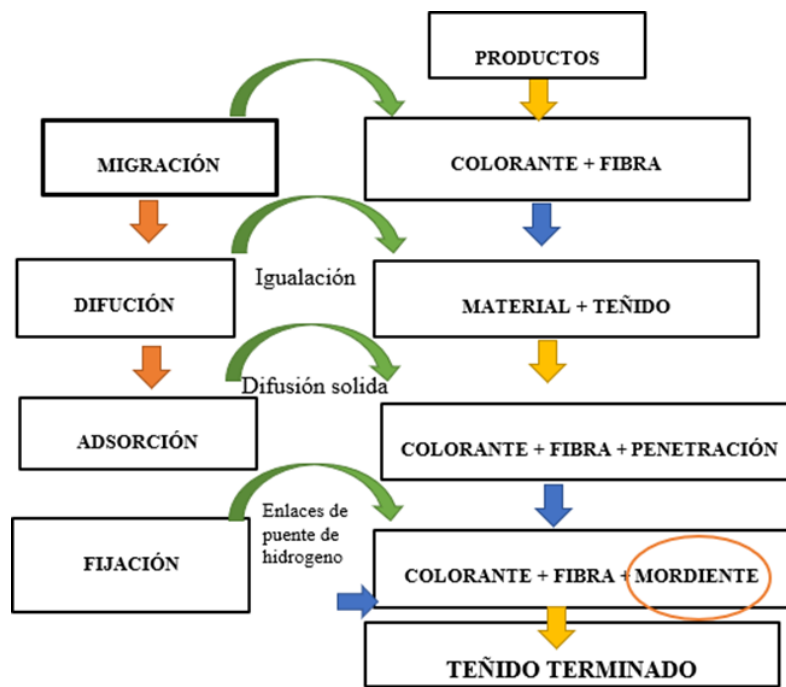 PRODUCTOS
MIGRACIÓN
COLORANTE + FIBRA
DIFUCIÓN
Igualación
MATERIAL + TEÑIDO
Difusión solida
ADSORCIÓN
COLORANTE + FIBRA + PENETRACIÓN
Enlaces de
puente de
hidrogeno
FIJACIÓN
COLORANTE + FIBRA + MORDIENTE
TEÑIDO TERMINADO